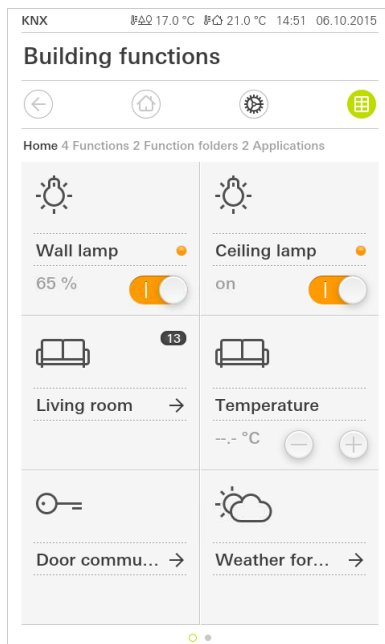 KNX 17.0 °C 21.0 °C 14:51 06.10.2015
Building functions
Home 4 Functions 2 Function folders 2 Applications
Wall lamp
Ceiling lamp
65 %
on
13
Living room
Temperature
--.- °C
Door commu...
Weather for...